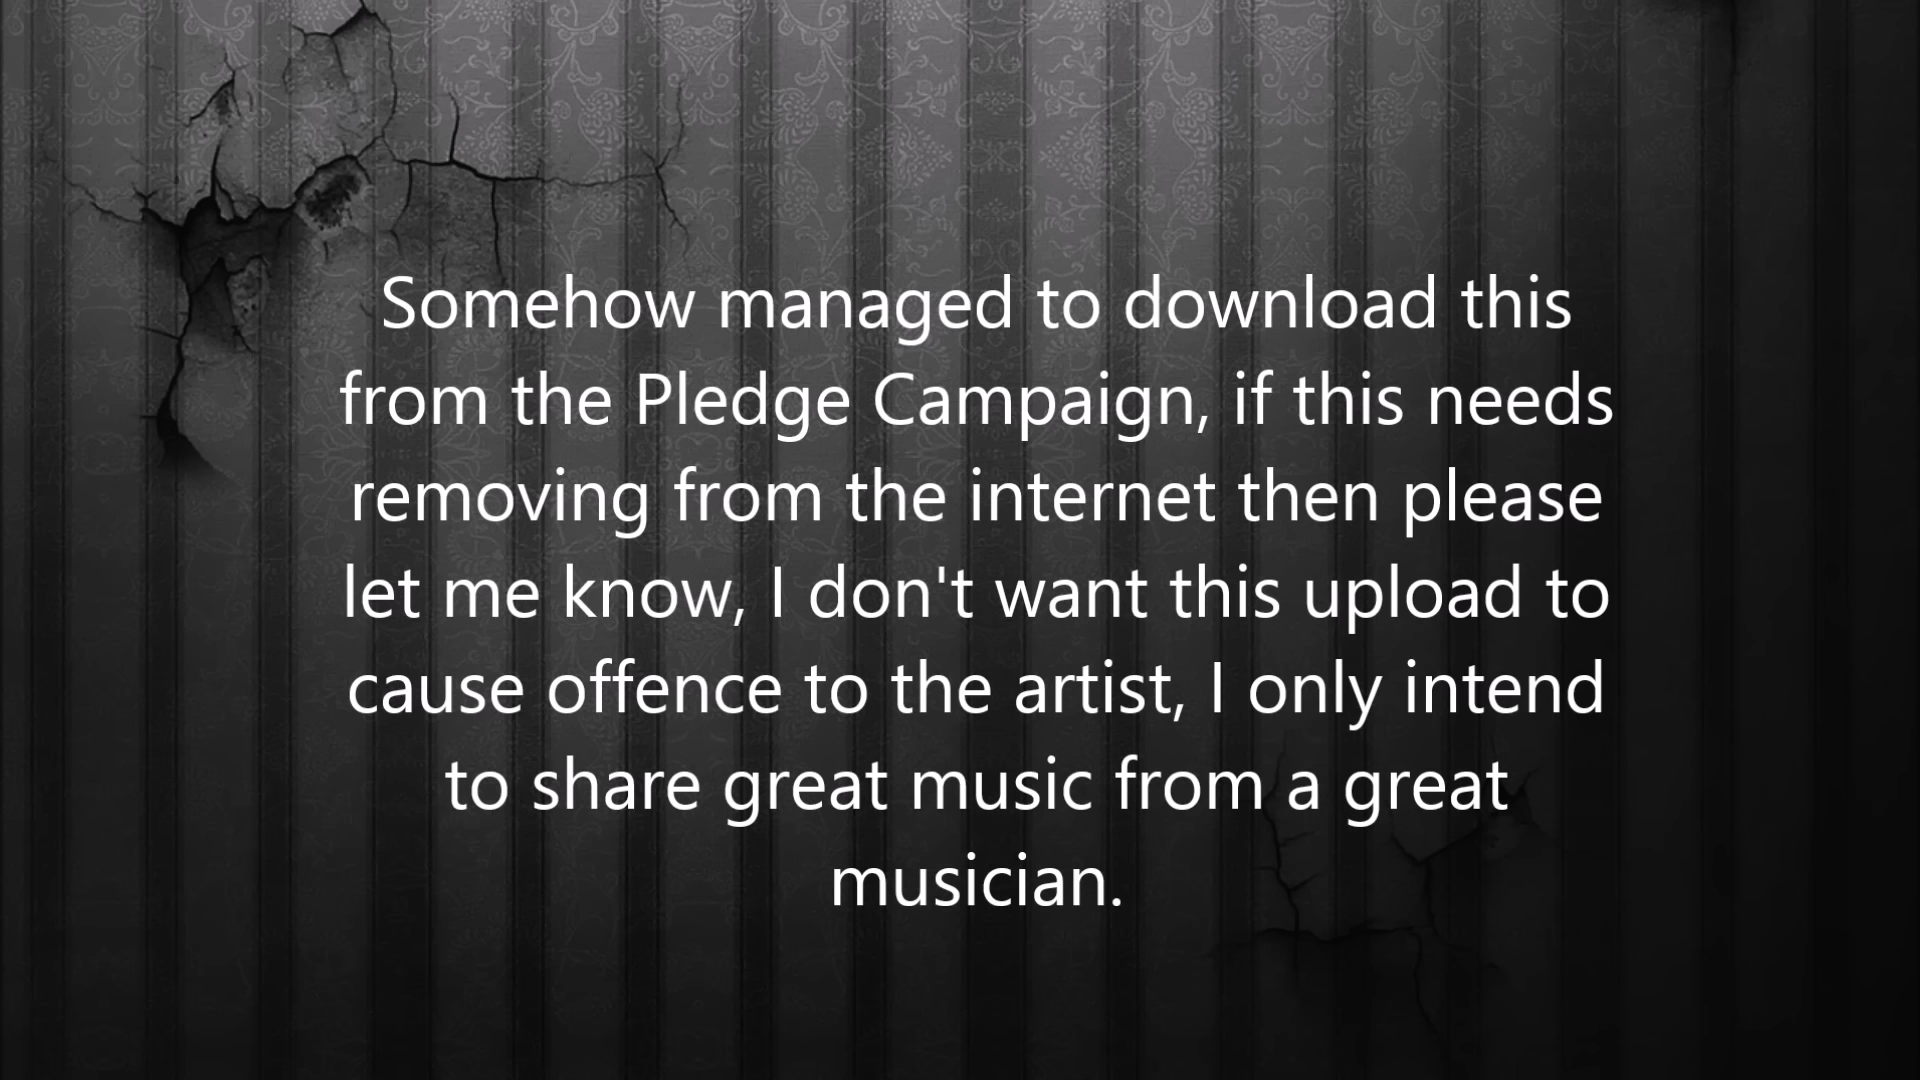 Somehow managed to download this
from the Pledge Campaign, if this needs
removing from the internet then please
let me know, I don't want this upload to
cause offence to the artist, I only intend
to share great music from a great
musician.